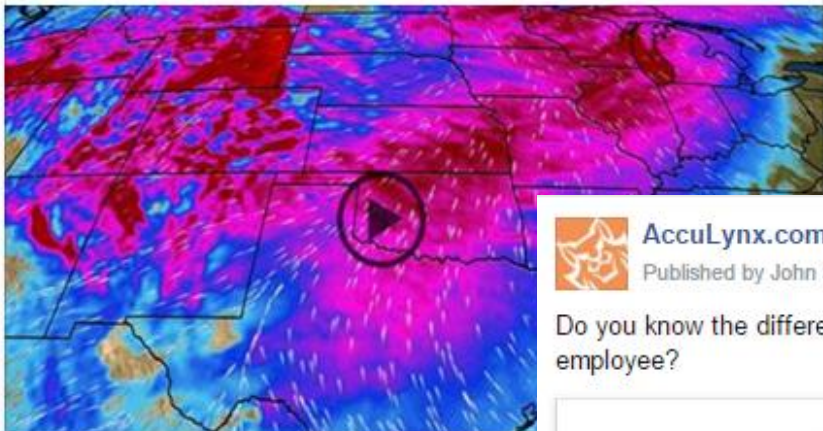 AccuLynx.com
Published by John
Do you know the differe
employee?